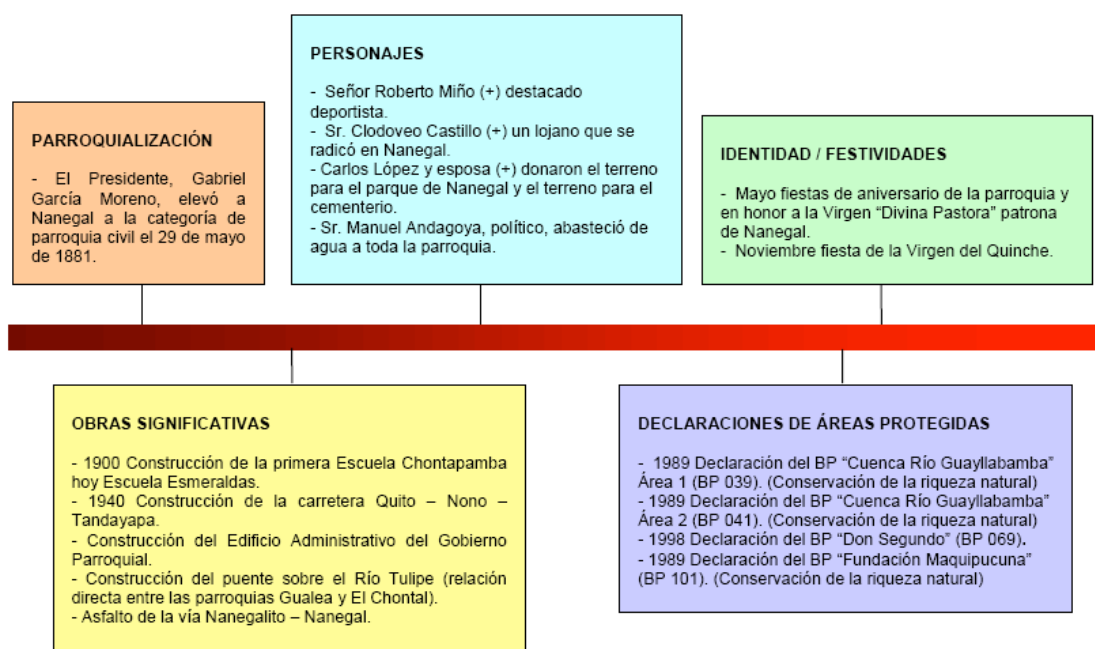 PARROQUIALIZACIÓN
- El Presidente, Gabriel
García Moreno, elevó a
Nanegal a la categoría de
parroquia civil el 29 de mayo
de 1881.
PERSONAJES
- Señor Roberto Miño (+) destacado
deportista.
- Sr. Clodoveo Castillo (+) un lojano que se
radicó en Nanegal.
- Carlos López y esposa (+) donaron el terreno
para el parque de Nanegal y el terreno para el
cementerio.
- Sr. Manuel Andagoya, político, abasteció de
agua a toda la parroquia.
IDENTIDAD / FESTIVIDADES
- Mayo fiestas de aniversario de la parroquia y
en honor a la Virgen “Divina Pastora” patrona
de Nanegal.
- Noviembre fiesta de la Virgen del Quinche.
OBRAS SIGNIFICATIVAS
- 1900 Construcción de la primera Escuela Chontapamba
hoy Escuela Esmeraldas.
- 1940 Construcción de la carretera Quito – Nono –
Tandayapa.
- Construcción del Edificio Administrativo del Gobierno
Parroquial.
- Construcción del puente sobre el Río Tulipe (relación
directa entre las parroquias Gualea y El Chontal).
- Asfalto de la vía Nanegalito – Nanegal.
DECLARACIONES DE ÁREAS PROTEGIDAS
- 1989 Declaración del BP “Cuenca Río Guayllabamba”
Área 1 (BP 039). (Conservación de la riqueza natural)
- 1989 Declaración del BP “Cuenca Río Guayllabamba”
Área 2 (BP 041). (Conservación de la riqueza natural)
- 1998 Declaración del BP “Don Segundo” (BP 069).
- 1989 Declaración del BP “Fundación Maquipucuna”
(BP 101). (Conservación de la riqueza natural)